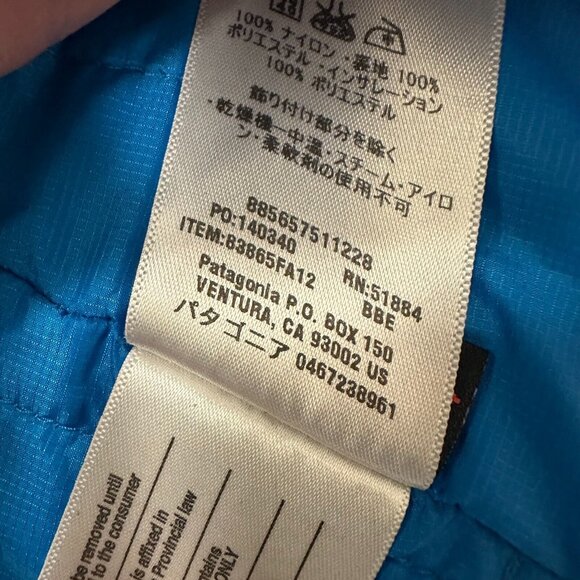 100% ナイロン・裏地 100%
ポリエステル・インサレーション
100% ポリエステル
飾り付け部分を除く
・乾燥機ー中温・スチーム・アイロ
ン・柔軟剤の使用不可
885657511228
PO:140340 RN:51884
ITEM:83865FA12 BBE
Patagonia P.O. BOX 150
VENTURA, CA 93002 US
パタゴニア 0467238961
be removed until
to the consumer
is affixed in
Provincial law
ONLY